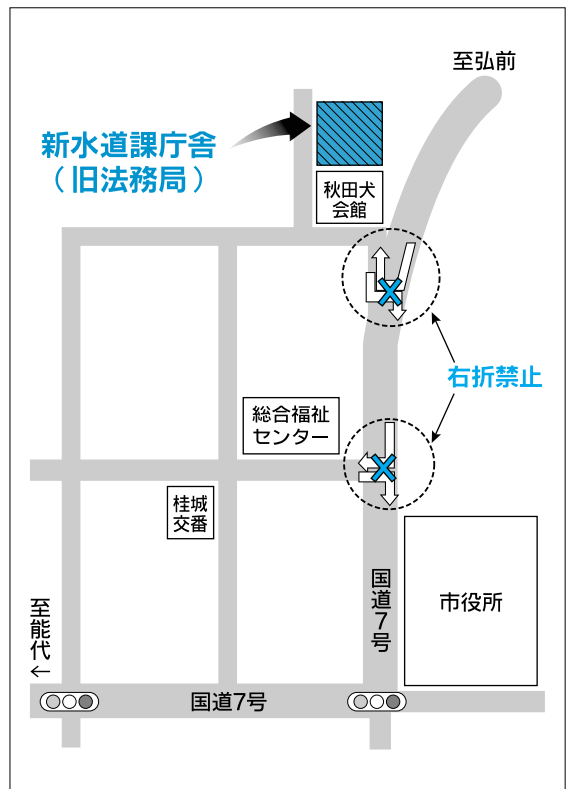 至弘前
新水道課庁舎
（旧法務局）
秋田犬
会館
右折禁止
総合福祉
センター
桂城
交番
国道7号
市役所
至能代←
国道7号